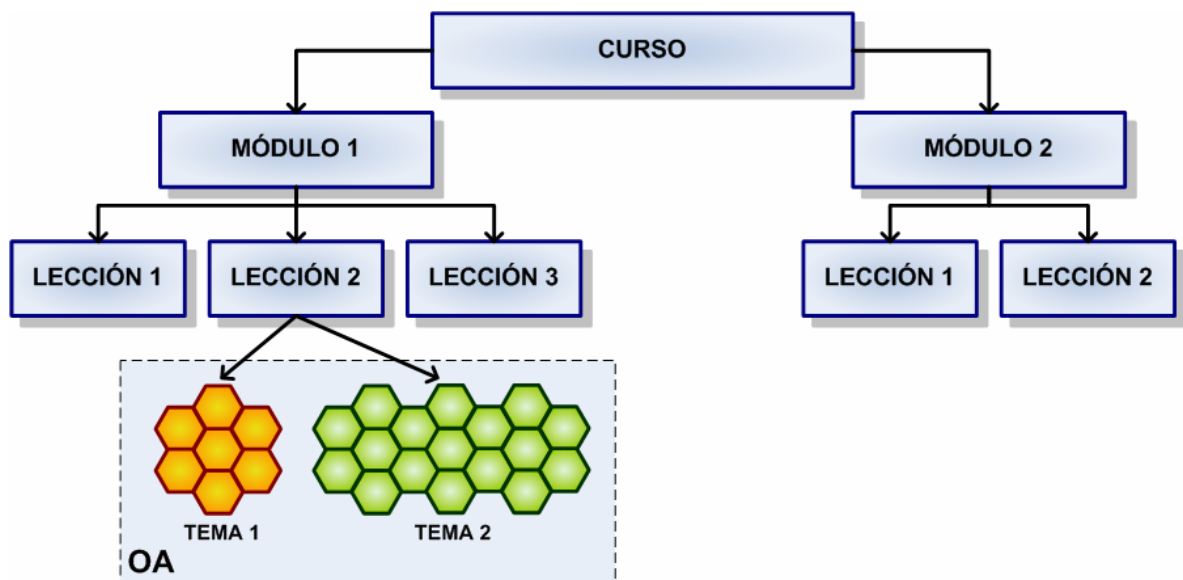 CURSO
MÓDULO 1
MÓDULO 2
LECCIÓN 1
LECCIÓN 2
LECCIÓN 3
LECCIÓN 1
LECCIÓN 2
TEMA 1
TEMA 2
OA